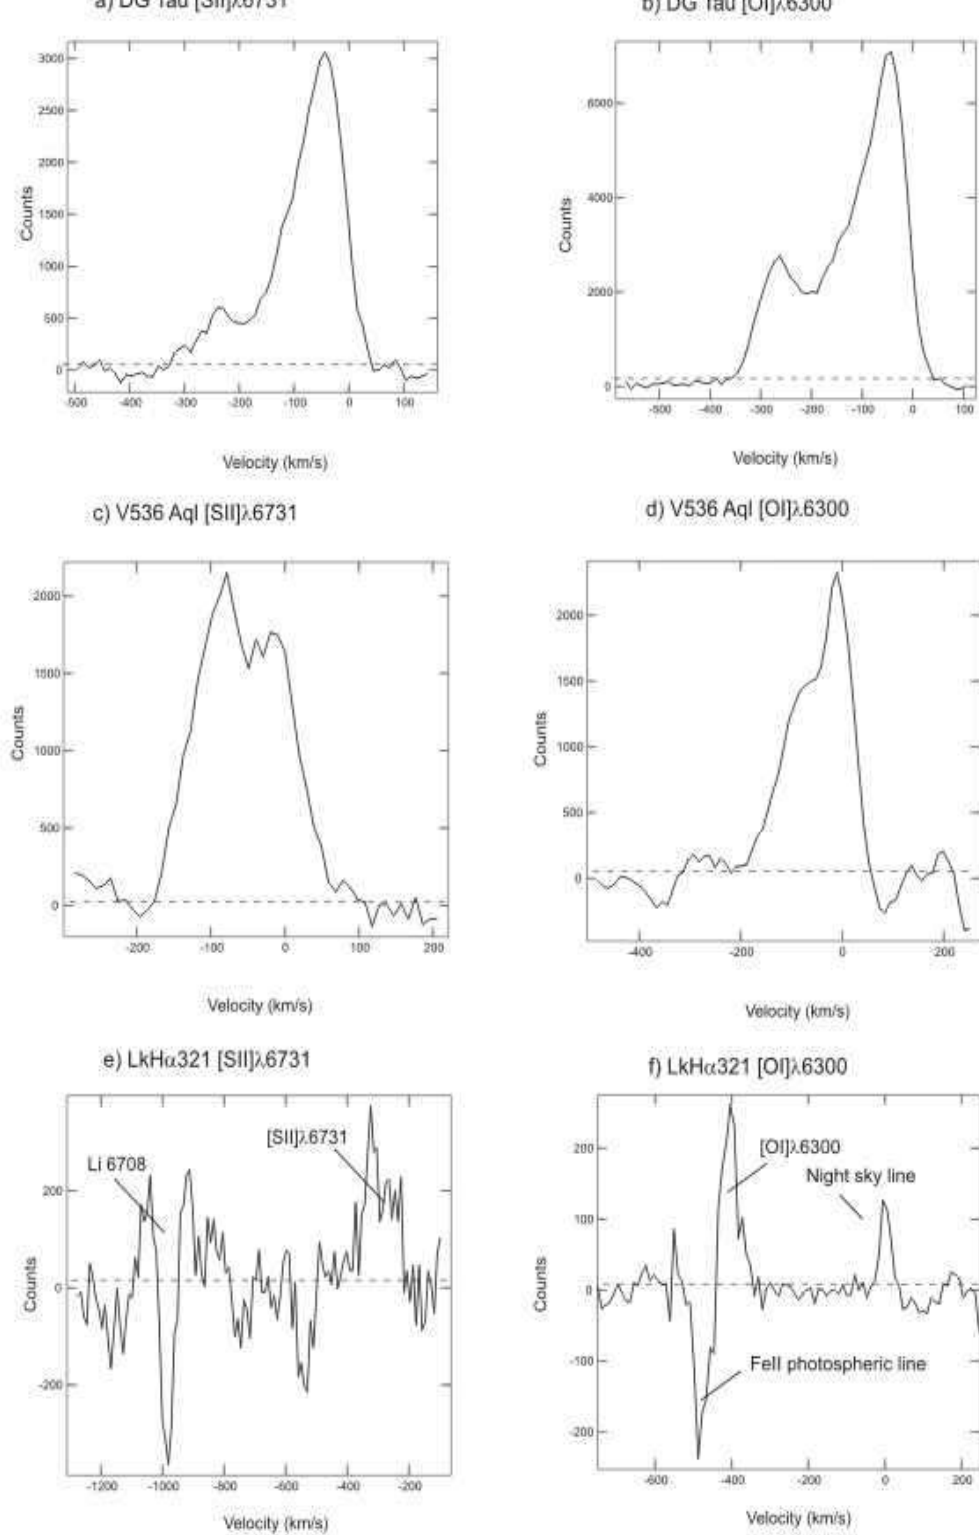 a) DG Tau [SII]λ6731
3000
2500
2000
1500
1000
500
0
Counts
-500 -400 -300 -200 -100 0 100
Velocity (km/s)
b) DG Tau [OI]λ6300
6000
4000
2000
0
Counts
-500 -400 -300 -200 -100 0 100
Velocity (km/s)
c) V536 Aql [SII]λ6731
2000
1500
1000
500
0
Counts
-200 -100 0 100 200
Velocity (km/s)
d) V536 Aql [OI]λ6300
2000
1500
1000
500
0
Counts
-400 -200 0 200
Velocity (km/s)
e) LkHα321 [SII]λ6731
[SII]λ6731
Li 6708
200
0
-200
Counts
-1200 -1000 -800 -600 -400 -200
Velocity (km/s)
f) LkHα321 [OI]λ6300
[OI]λ6300
Night sky line
FeII photospheric line
200
100
0
-100
-200
Counts
-600 -400 -200 0 200
Velocity (km/s)